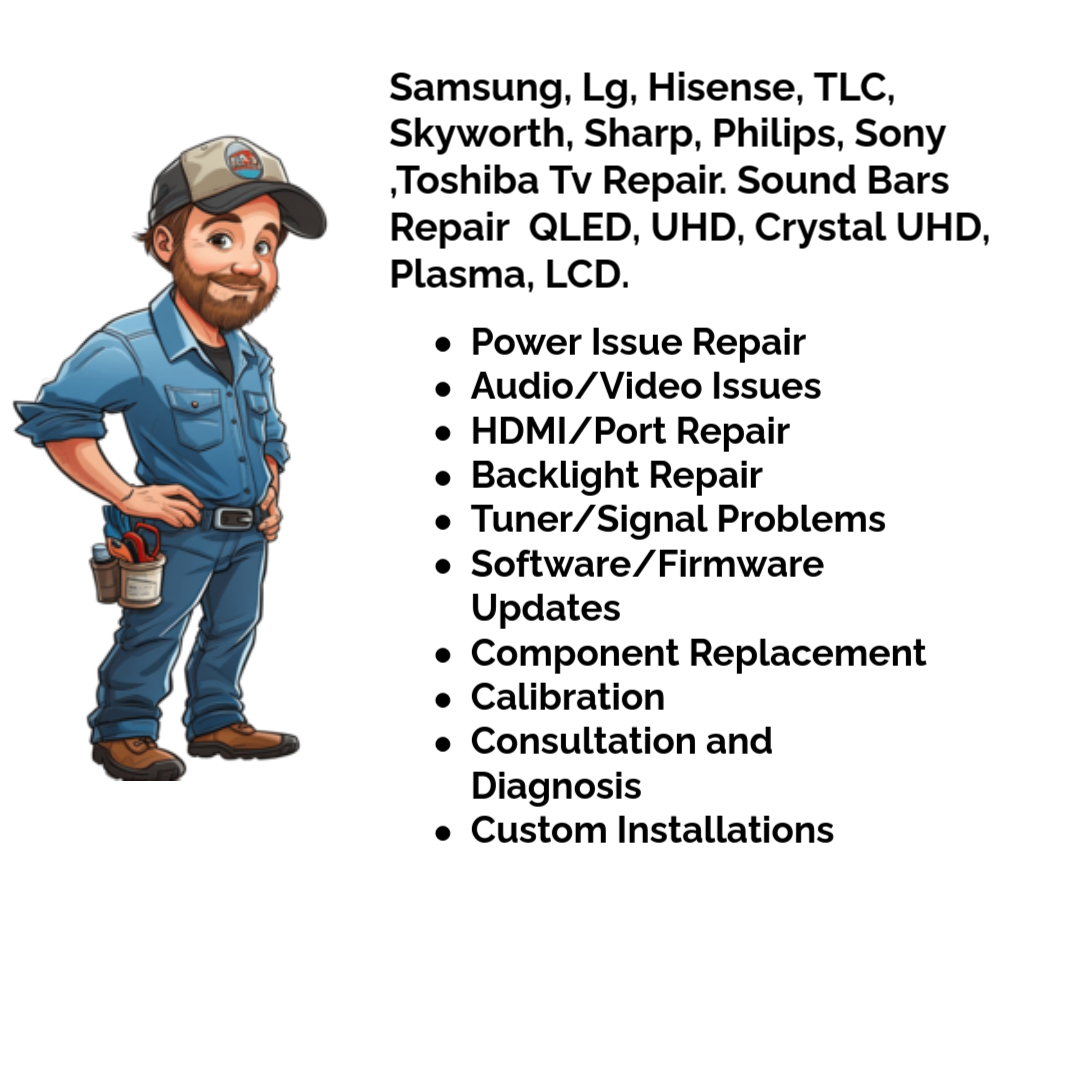 Samsung, Lg, Hisense, TLC,
Skyworth, Sharp, Philips, Sony
,Toshiba Tv Repair. Sound Bars
Repair  QLED, UHD, Crystal UHD,
Plasma, LCD.
• Power Issue Repair
• Audio/Video Issues
• HDMI/Port Repair
• Backlight Repair
• Tuner/Signal Problems
• Software/Firmware
Updates
• Component Replacement
• Calibration
• Consultation and
Diagnosis
• Custom Installations